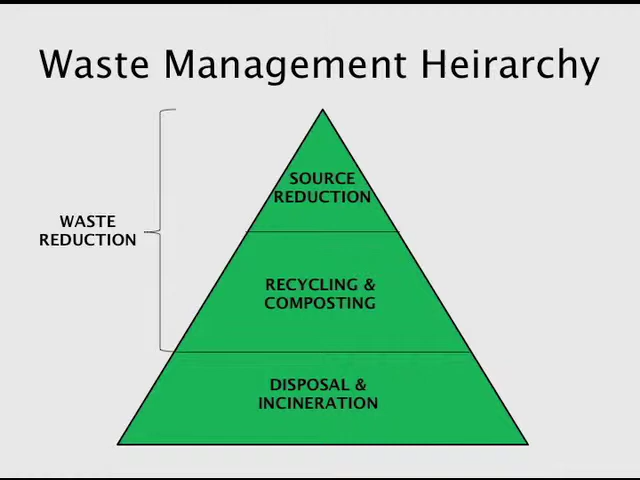 Waste Management Heirarchy
SOURCE
REDUCTION
WASTE
REDUCTION
RECYCLING &
COMPOSTING
DISPOSAL &
INCINERATION